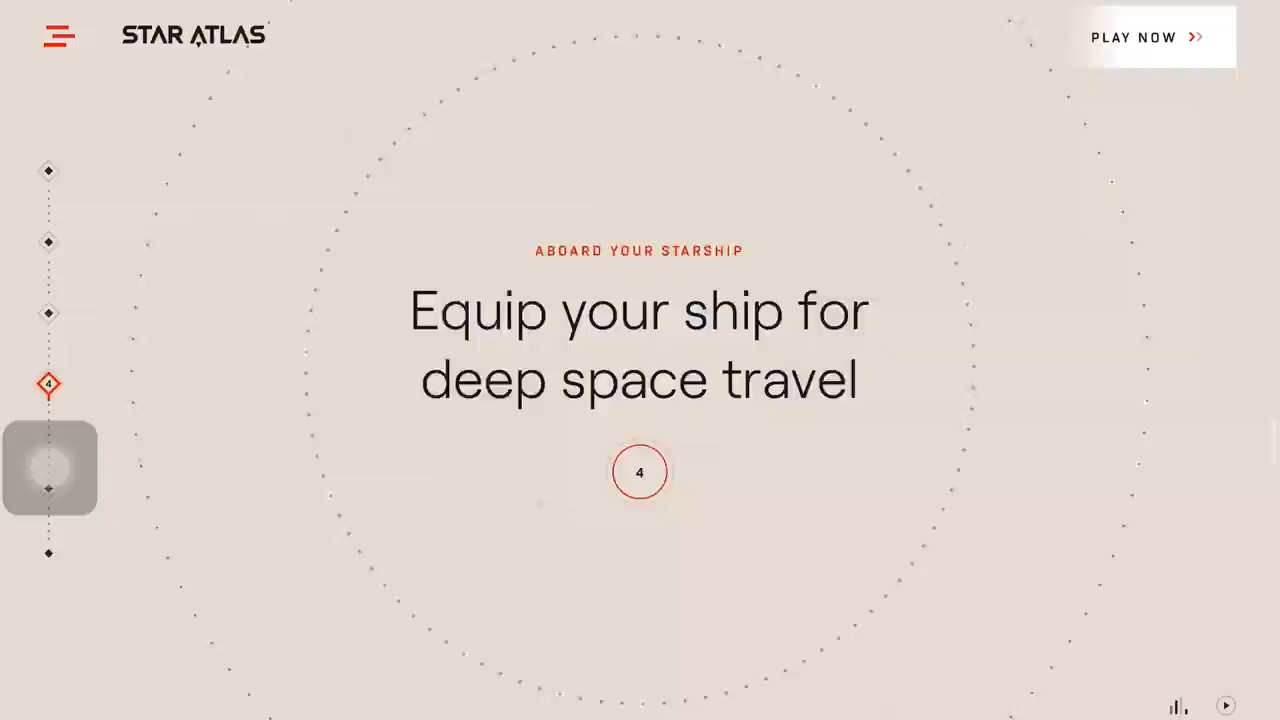 STAR ATLAS
PLAY NOW
ABOARD YOUR STARSHIP
Equip your ship for
deep space travel
4
4